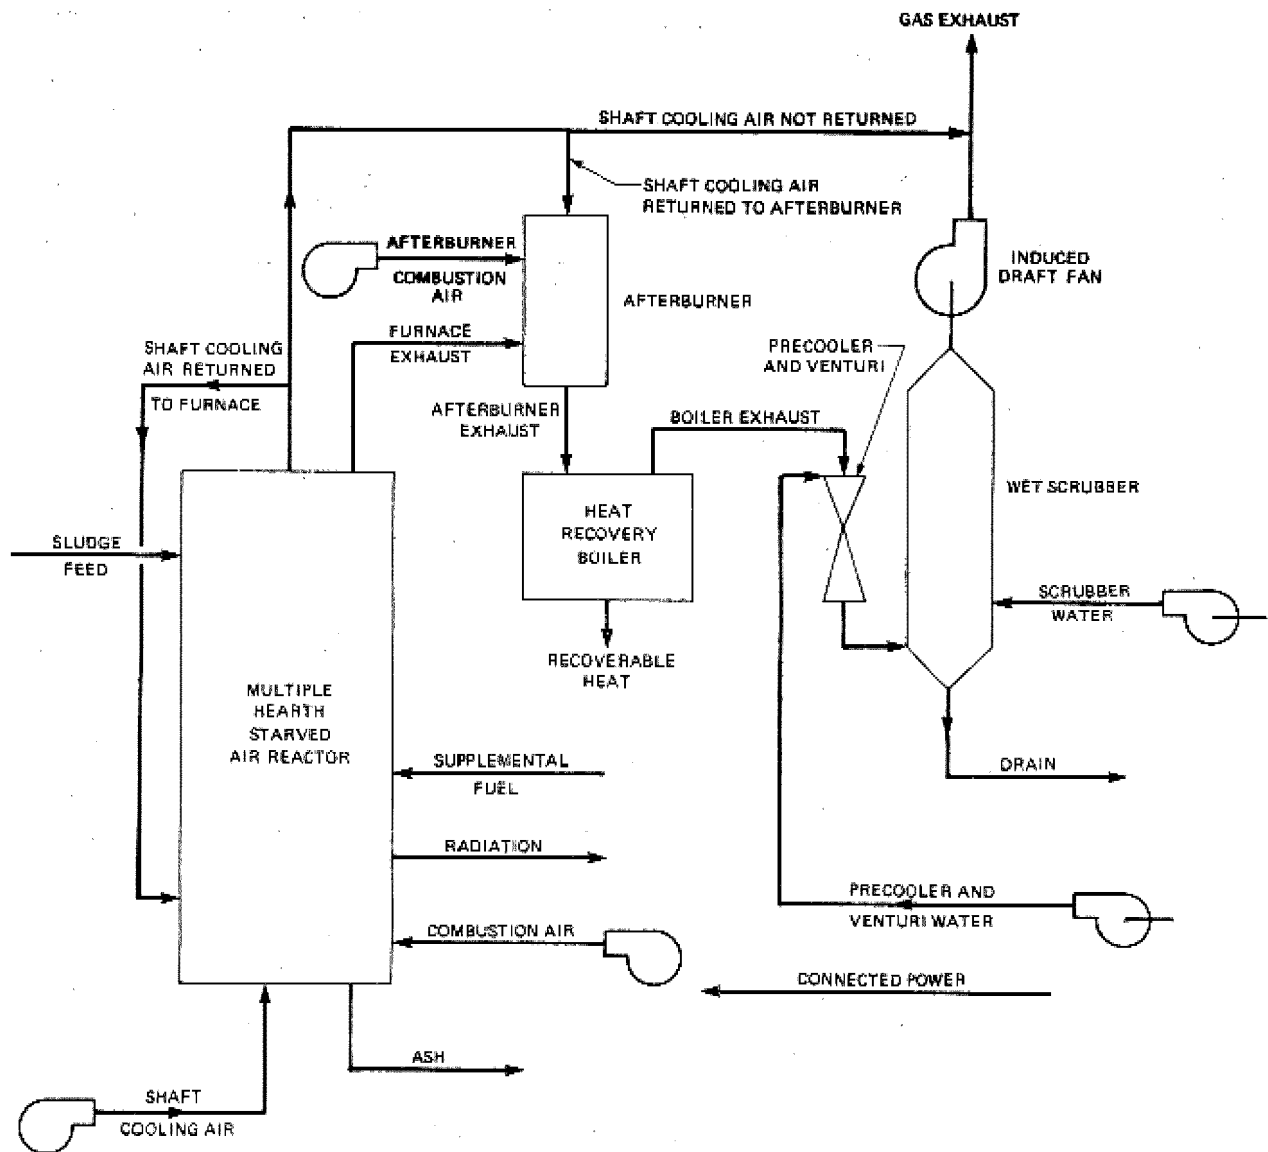 GAS EXHAUST
SHAFT COOLING AIR NOT RETURNED
SHAFT COOLING AIR
RETURNED TO AFTERBURNER
AFTERBURNER
COMBUSTION
AIR
AFTERBURNER
INDUCED
DRAFT FAN
FURNACE
EXHAUST
SHAFT COOLING
AIR RETURNED
TO FURNACE
PRECOOLER
AND VENTURI
AFTERBURNER
EXHAUST
BOILER EXHAUST
HEAT
RECOVERY
BOILER
WET SCRUBBER
SLUDGE
FEED
SCRUBBER
WATER
RECOVERABLE
HEAT
MULTIPLE
HEARTH
STARVED
AIR REACTOR
SUPPLEMENTAL
FUEL
DRAIN
RADIATION
PRECOOLER AND
VENTURI WATER
COMBUSTION AIR
CONNECTED POWER
ASH
SHAFT
COOLING AIR